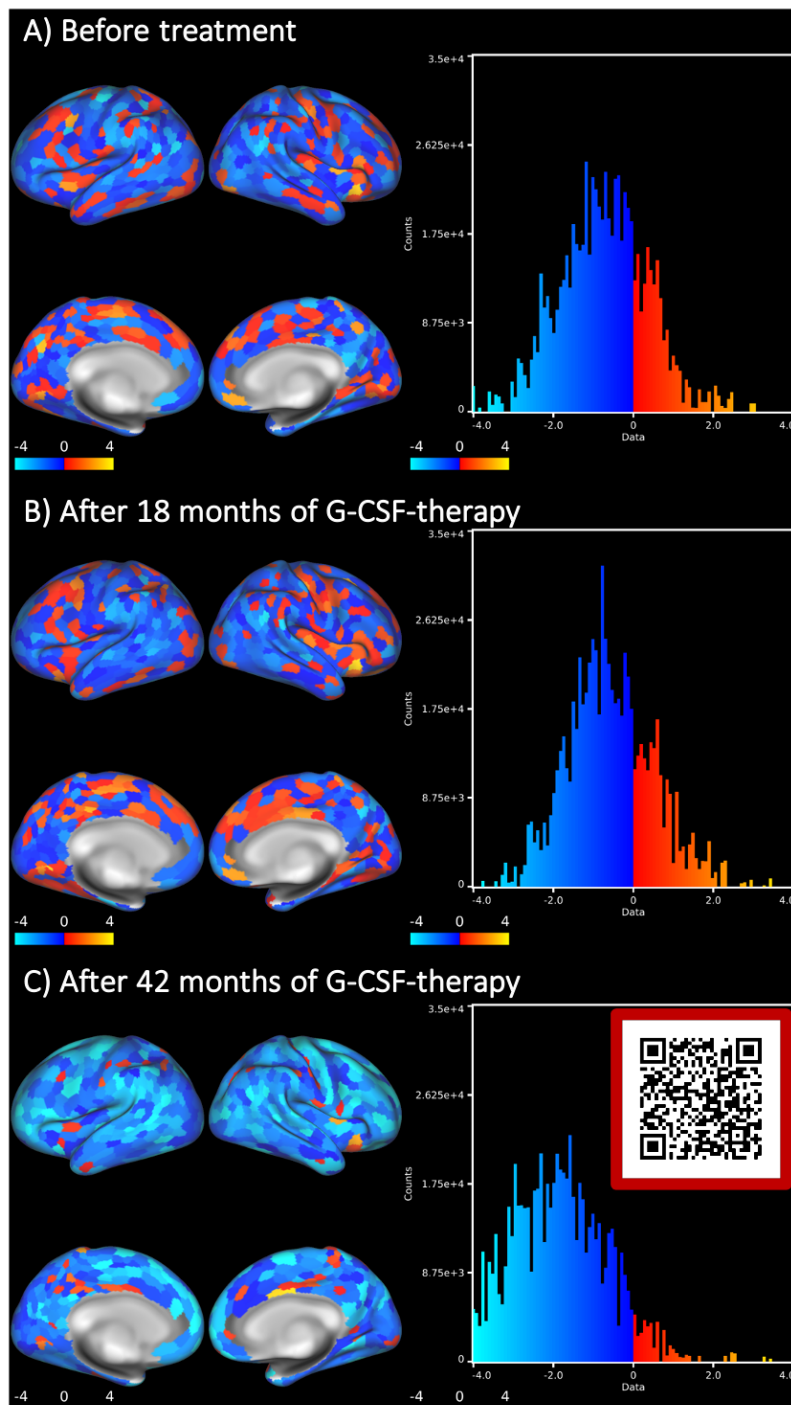 A) Before treatment
3.5e+4
2.625e+4
Counts
1.75e+4
8.75e+3
0
-4.0 -2.0 0 2.0 4.0
Data
-4 0 4 -4 0 4
B) After 18 months of G-CSF-therapy
3.5e+4
2.625e+4
Counts
1.75e+4
8.75e+3
0
-4.0 -2.0 0 2.0 4.0
Data
-4 0 4 -4 0 4
C) After 42 months of G-CSF-therapy
3.5e+4
2.625e+4
Counts
1.75e+4
8.75e+3
0
-4.0 -2.0 0 2.0 4.0
Data
-4 0 4 -4 0 4